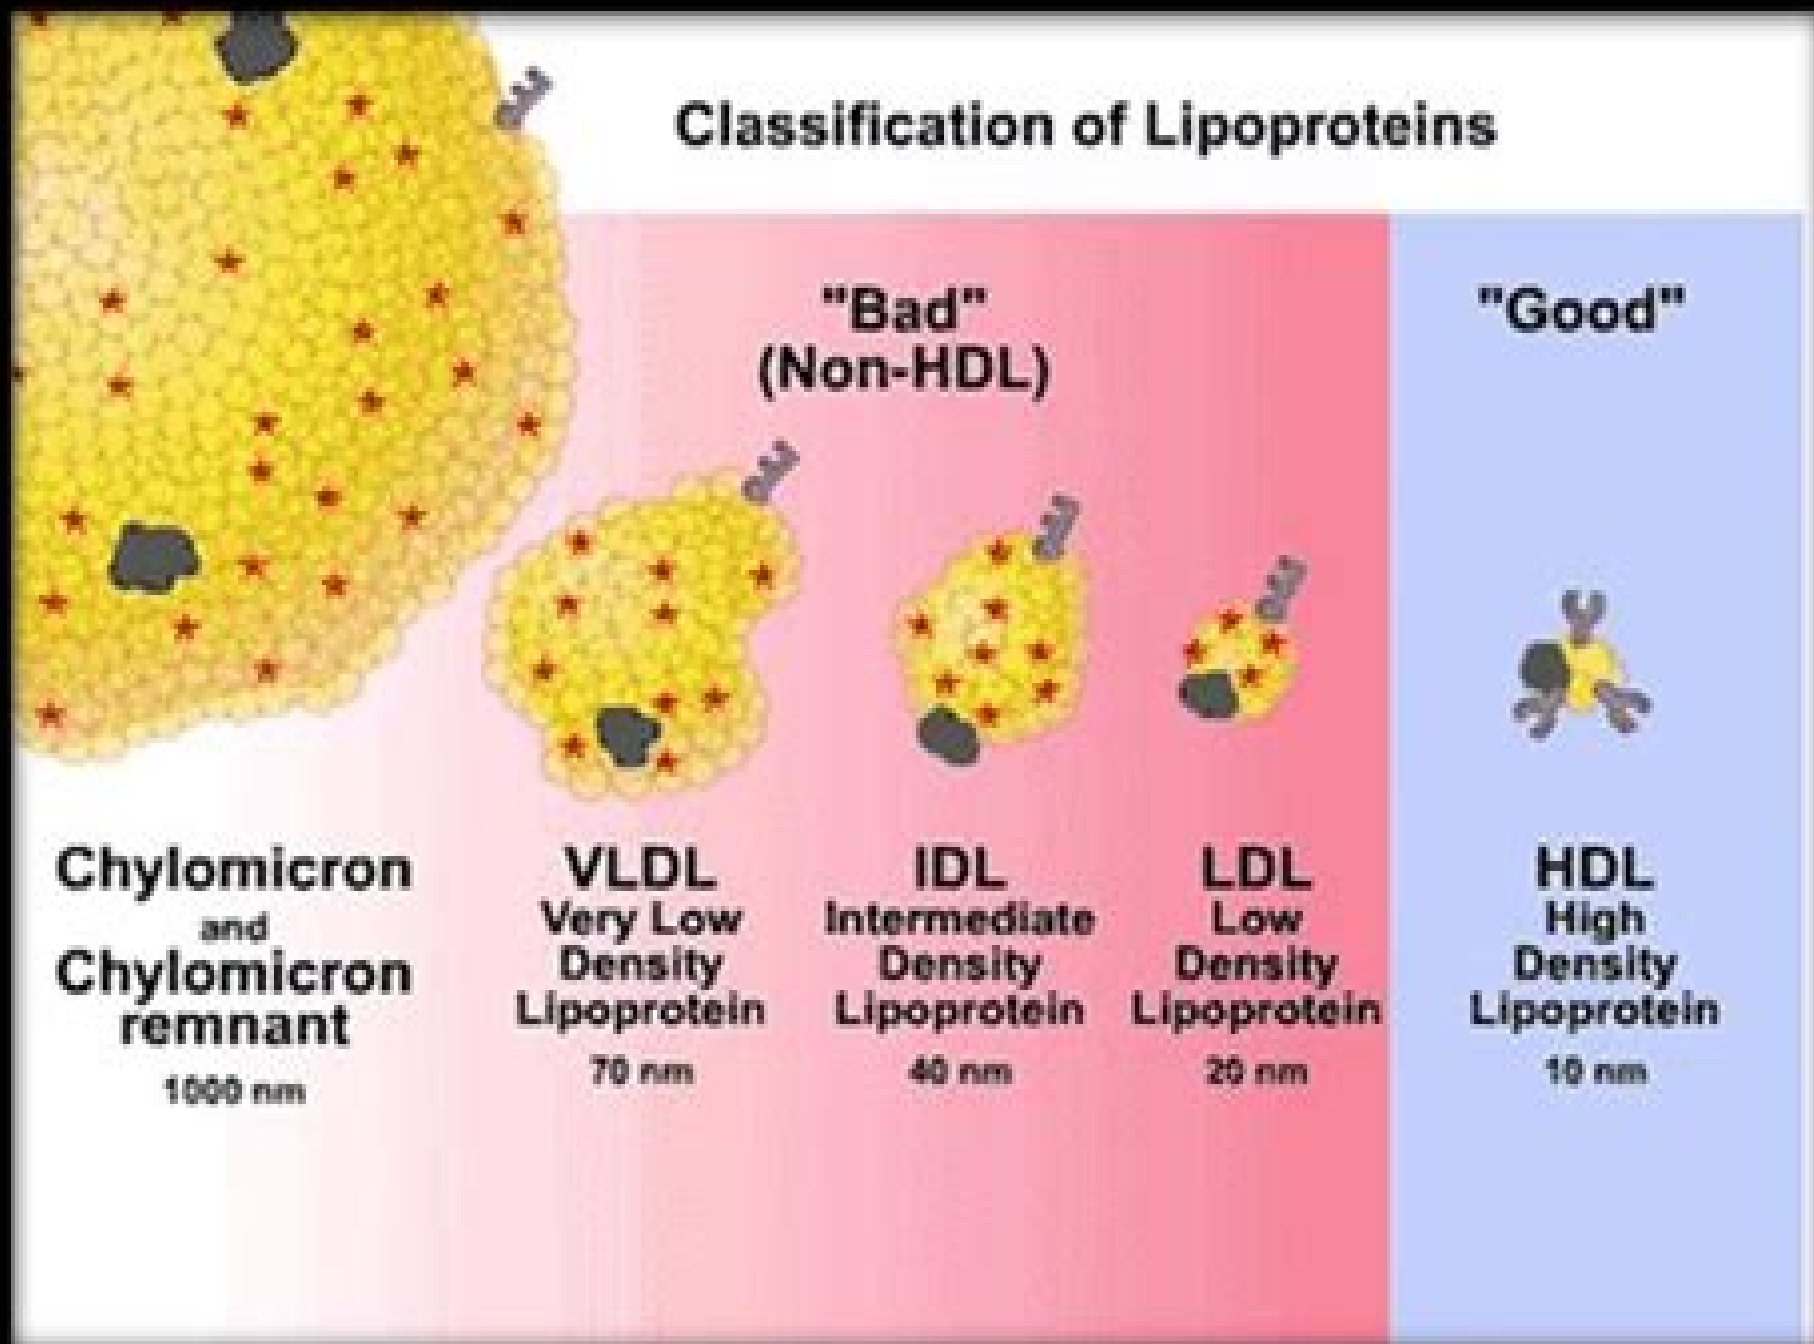 Classification of Lipoproteins
"Bad"
(Non-HDL)
"Good"
Chylomicron
and
Chylomicron
remnant
1000 nm
VLDL
Very Low
Density
Lipoprotein
70 nm
IDL
Intermediate
Density
Lipoprotein
40 nm
LDL
Low
Density
Lipoprotein
20 nm
HDL
High
Density
Lipoprotein
10 nm